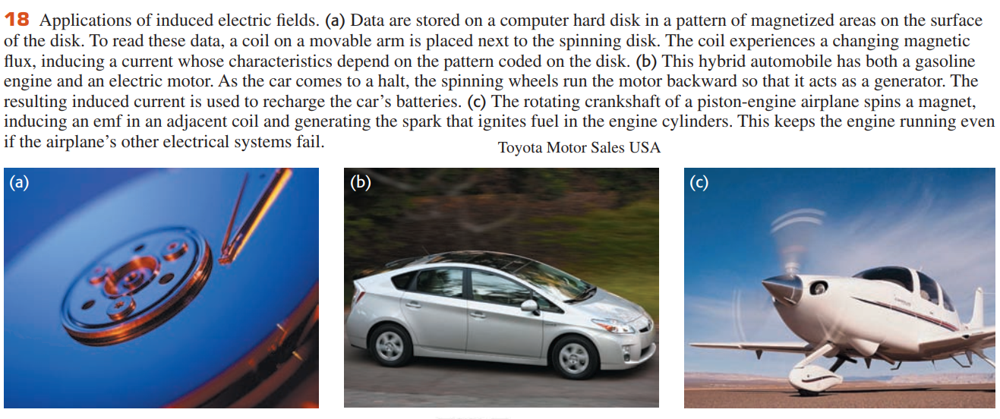 18 Applications of induced electric fields. (a) Data are stored on a computer hard disk in a pattern of magnetized areas on the surface
of the disk. To read these data, a coil on a movable arm is placed next to the spinning disk. The coil experiences a changing magnetic
flux, inducing a current whose characteristics depend on the pattern coded on the disk. (b) This hybrid automobile has both a gasoline
engine and an electric motor. As the car comes to a halt, the spinning wheels run the motor backward so that it acts as a generator. The
resulting induced current is used to recharge the car’s batteries. (c) The rotating crankshaft of a piston-engine airplane spins a magnet,
inducing an emf in an adjacent coil and generating the spark that ignites fuel in the engine cylinders. This keeps the engine running even
if the airplane’s other electrical systems fail.
Toyota Motor Sales USA
(a)
(b)
(c)